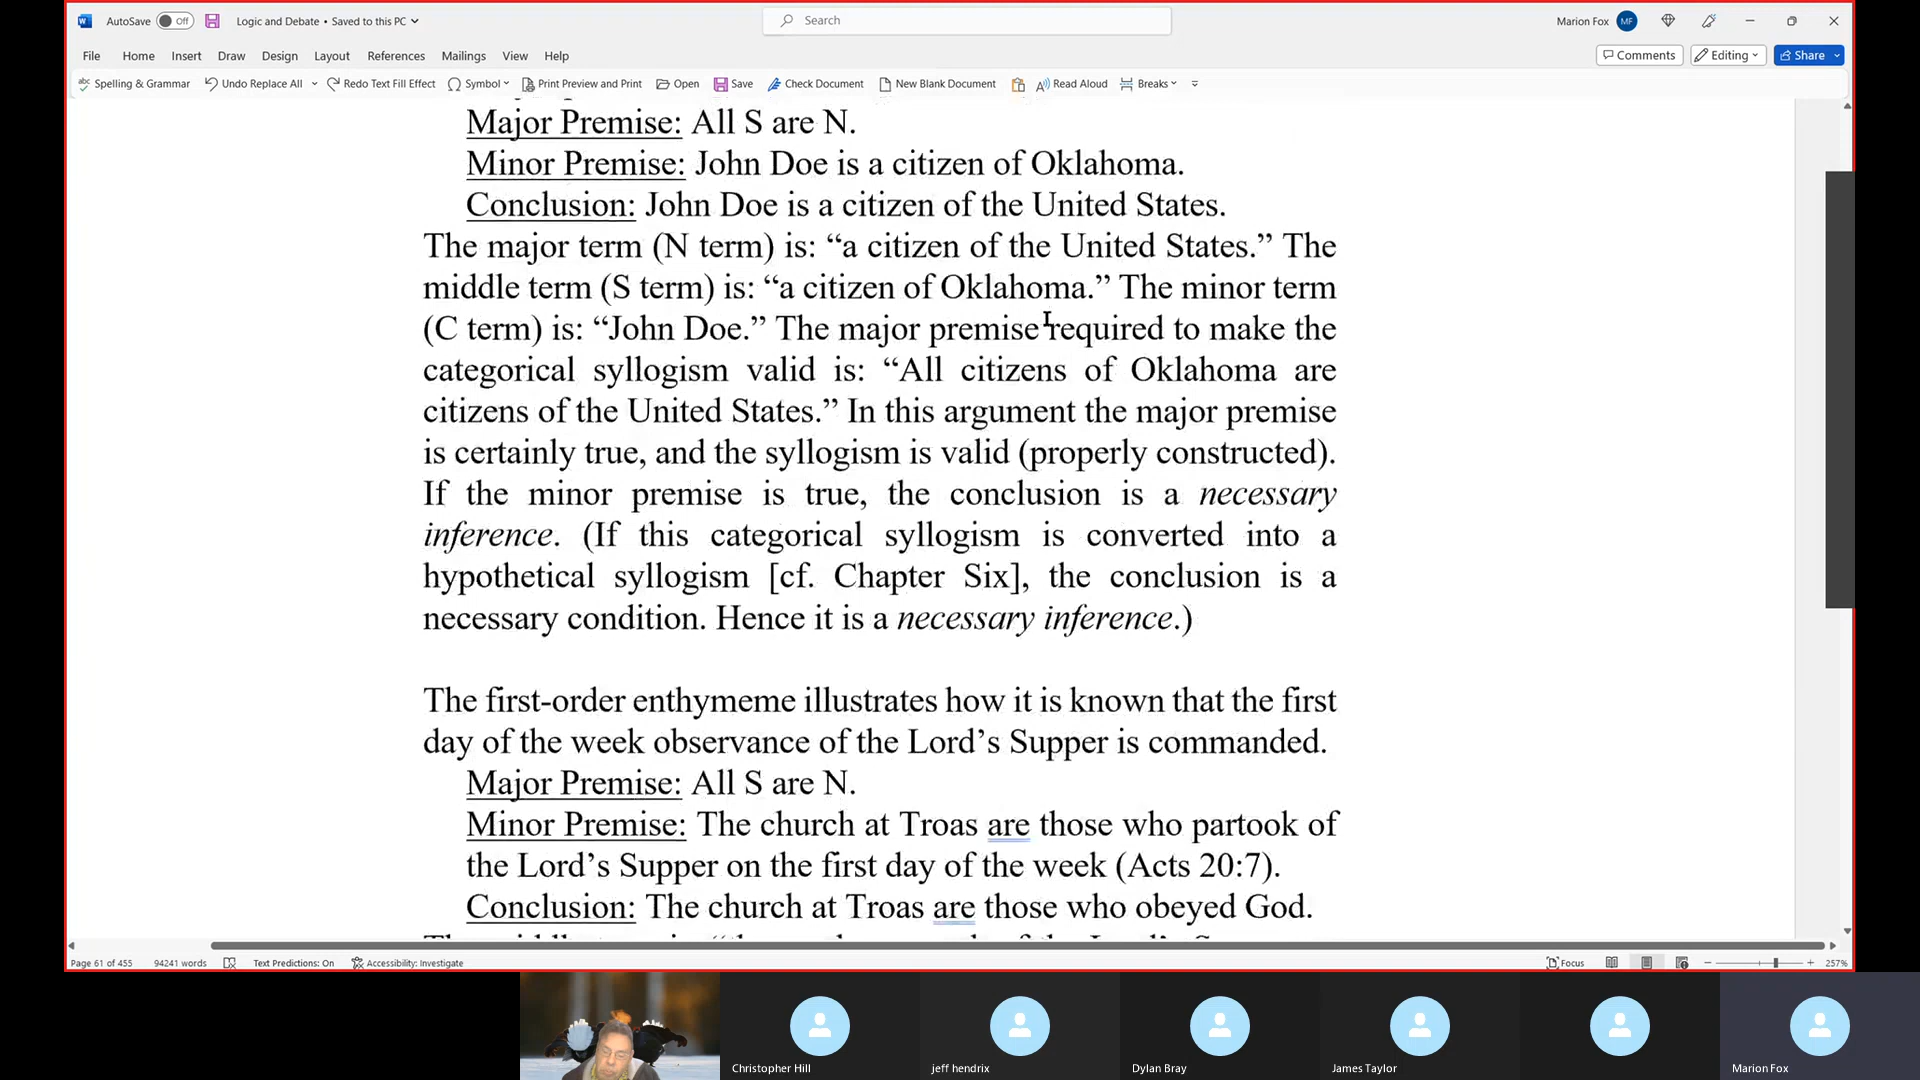 AutoSave Off Logic and Debate • Saved to this PC Search Marion Fox MF
File Home Insert Draw Design Layout References Mailings View Help Comments Editing Share
Spelling & Grammar Undo Replace All Redo Text Fill Effect Symbol Print Preview and Print Open Save Check Document New Blank Document Read Aloud Breaks
Major Premise: All S are N.
Minor Premise: John Doe is a citizen of Oklahoma.
Conclusion: John Doe is a citizen of the United States.
The major term (N term) is: “a citizen of the United States.” The
middle term (S term) is: “a citizen of Oklahoma.” The minor term
(C term) is: “John Doe.” The major premise required to make the
categorical syllogism valid is: “All citizens of Oklahoma are
citizens of the United States.” In this argument the major premise
is certainly true, and the syllogism is valid (properly constructed).
If the minor premise is true, the conclusion is a necessary
inference. (If this categorical syllogism is converted into a
hypothetical syllogism [cf. Chapter Six], the conclusion is a
necessary condition. Hence it is a necessary inference.)
The first-order enthymeme illustrates how it is known that the first
day of the week observance of the Lord’s Supper is commanded.
Major Premise: All S are N.
Minor Premise: The church at Troas are those who partook of
the Lord’s Supper on the first day of the week (Acts 20:7).
Conclusion: The church at Troas are those who obeyed God.
Page 61 of 455 94241 words Text Predictions: On Accessibility: Investigate Focus 257%
Christopher Hill jeff hendrix Dylan Bray James Taylor Marion Fox